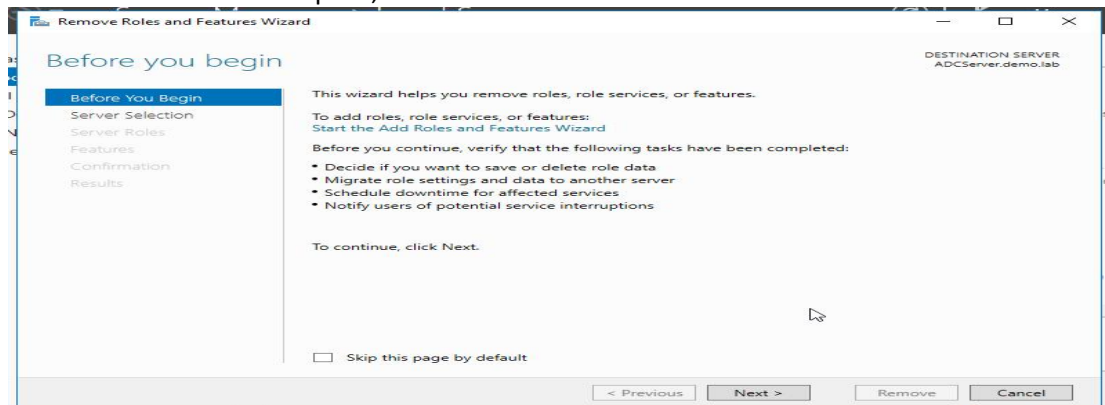 Remove Roles and Features Wizard
Before you begin
DESTINATION SERVER
ADCServer.demo.lab
Before You Begin
Server Selection
Server Roles
Features
Confirmation
Results
This wizard helps you remove roles, role services, or features.
To add roles, role services, or features:
Start the Add Roles and Features Wizard
Before you continue, verify that the following tasks have been completed:
• Decide if you want to save or delete role data
• Migrate role settings and data to another server
• Schedule downtime for affected services
• Notify users of potential service interruptions
To continue, click Next.
Skip this page by default
< Previous
Next >
Remove
Cancel